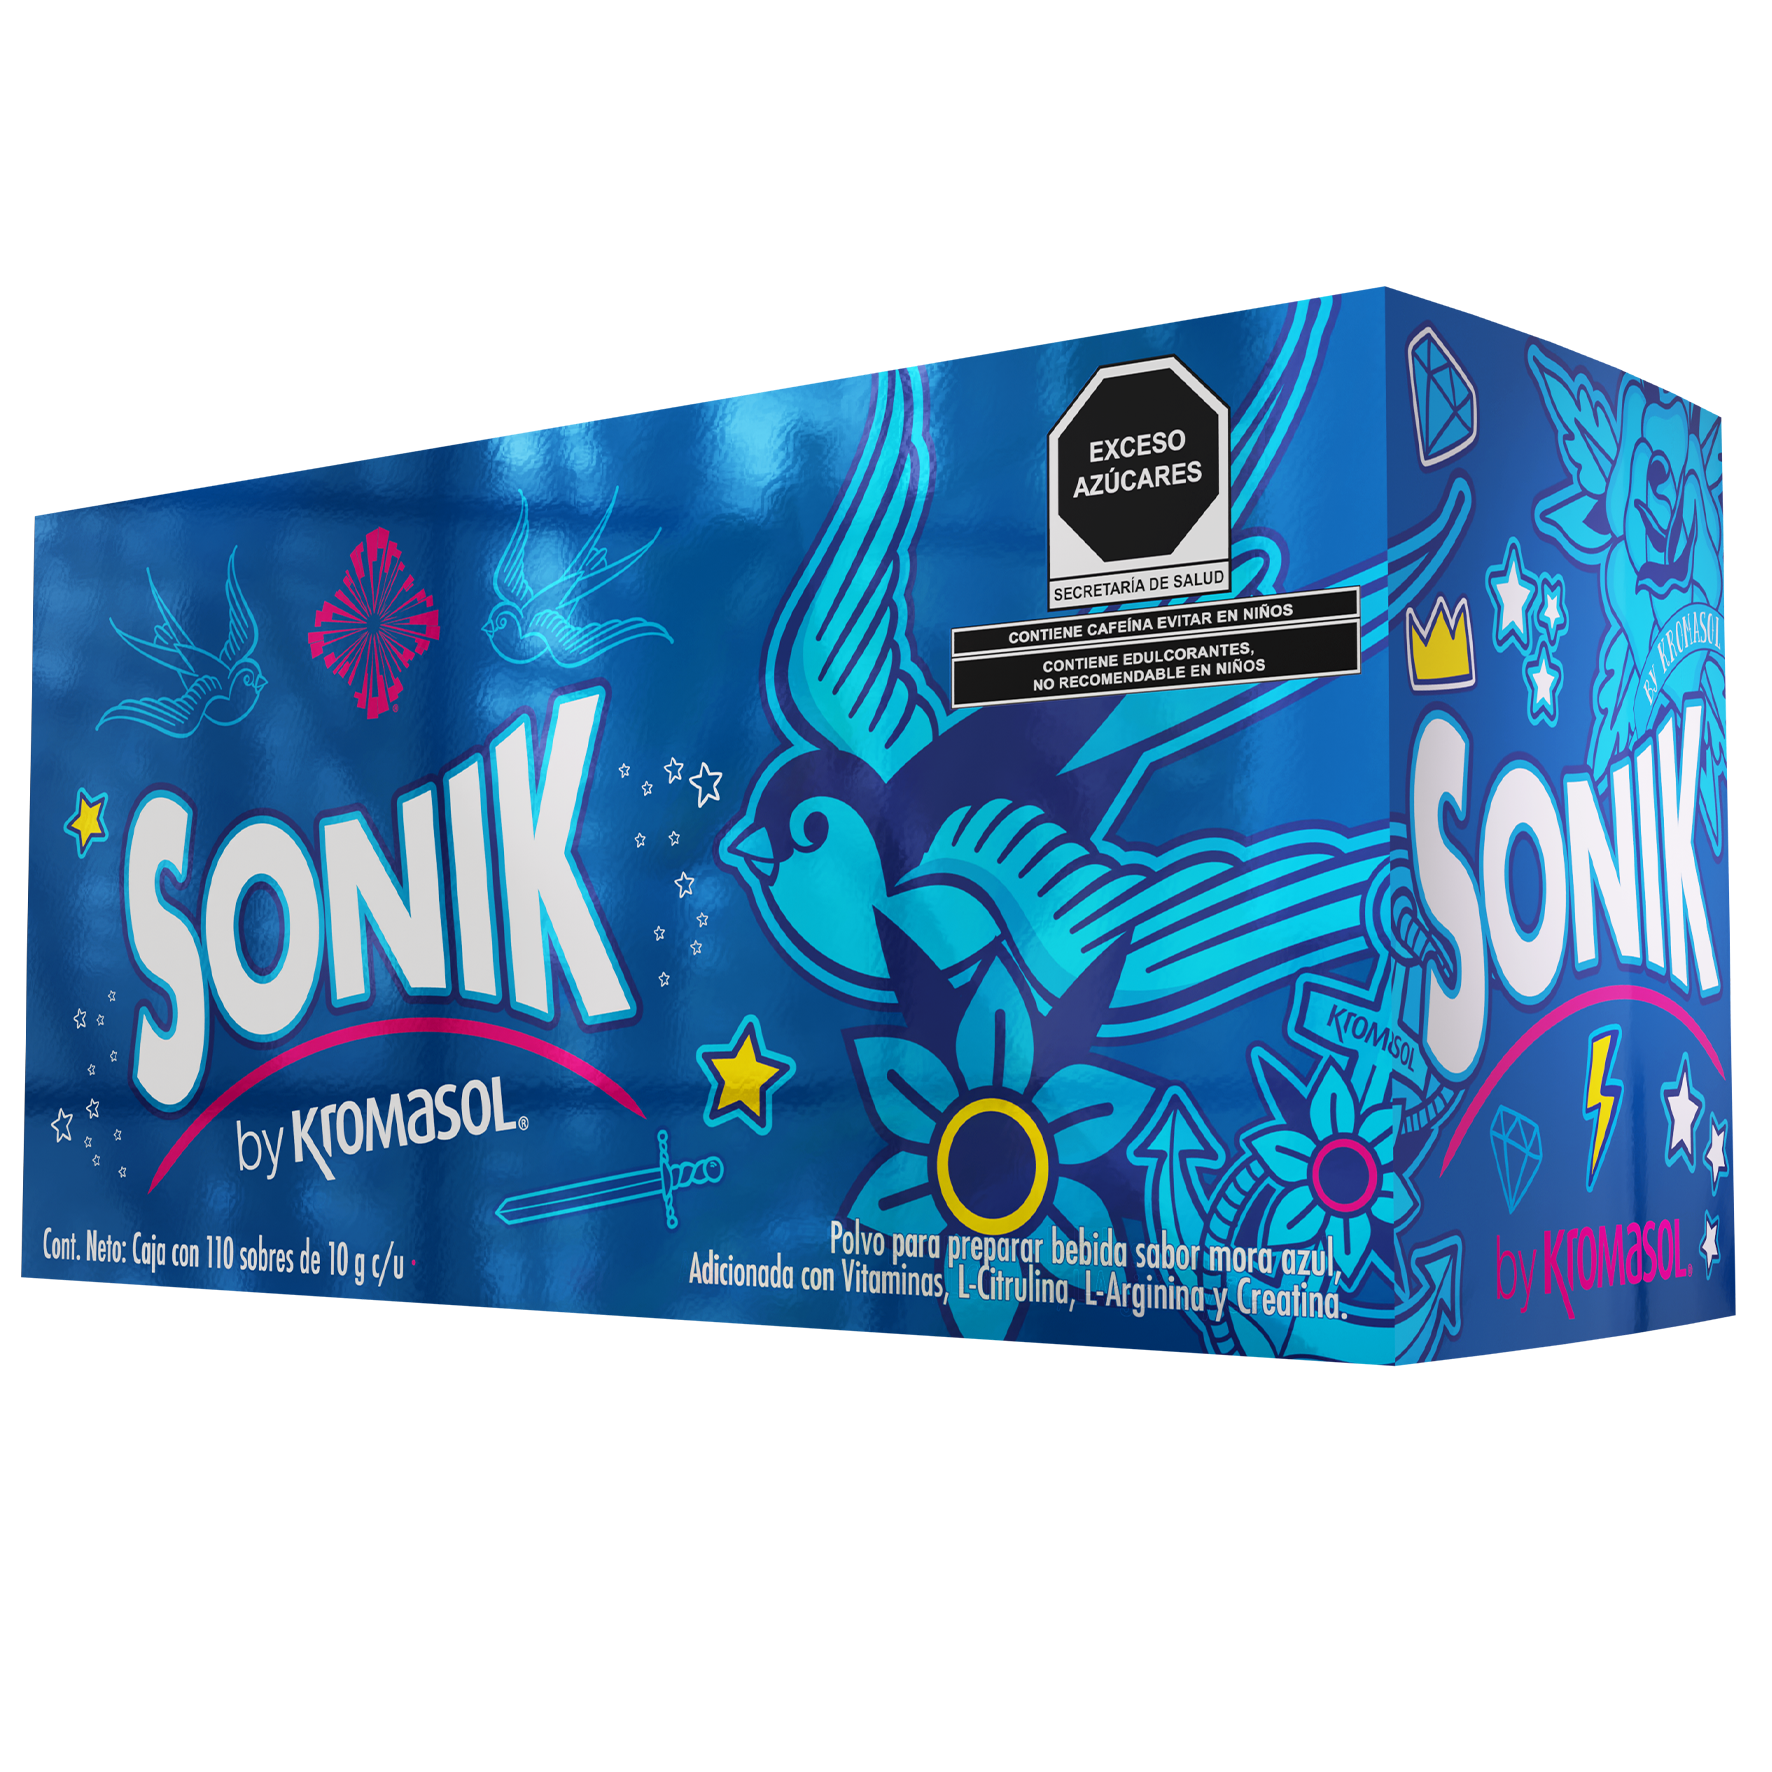 EXCESO
AZÚCARES
SECRETARÍA DE SALUD
CONTIENE CAFEÍNA EVITAR EN NIÑOS
CONTIENE EDULCORANTES,
NO RECOMENDABLE EN NIÑOS
SONIK
by KROMASOL®
Cont. Neto: Caja con 110 sobres de 10 g c/u
Polvo para preparar bebida sabor mora azul,
Adicionada con Vitaminas, L-Citrulina, L-Arginina y Creatina.
KROMASOL
BY KROMASOL
SONIK
by KROMASOL®